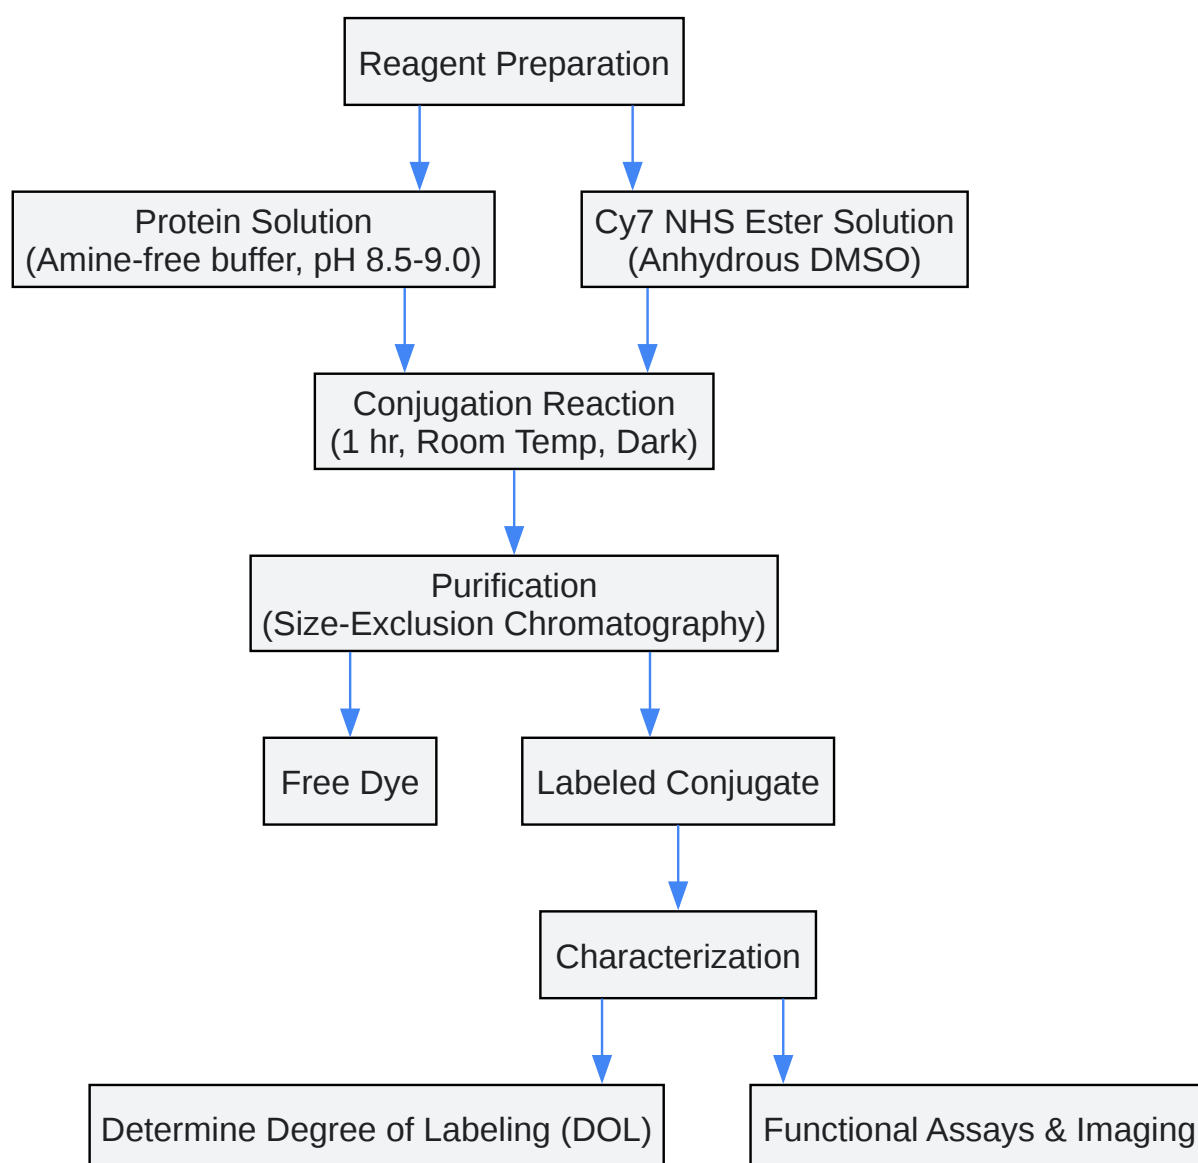 Reagent Preparation
Protein Solution
(Amine-free buffer, pH 8.5-9.0)
Cy7 NHS Ester Solution
(Anhydrous DMSO)
Conjugation Reaction
(1 hr, Room Temp, Dark)
Purification
(Size-Exclusion Chromatography)
Free Dye
Labeled Conjugate
Characterization
Determine Degree of Labeling (DOL)
Functional Assays & Imaging